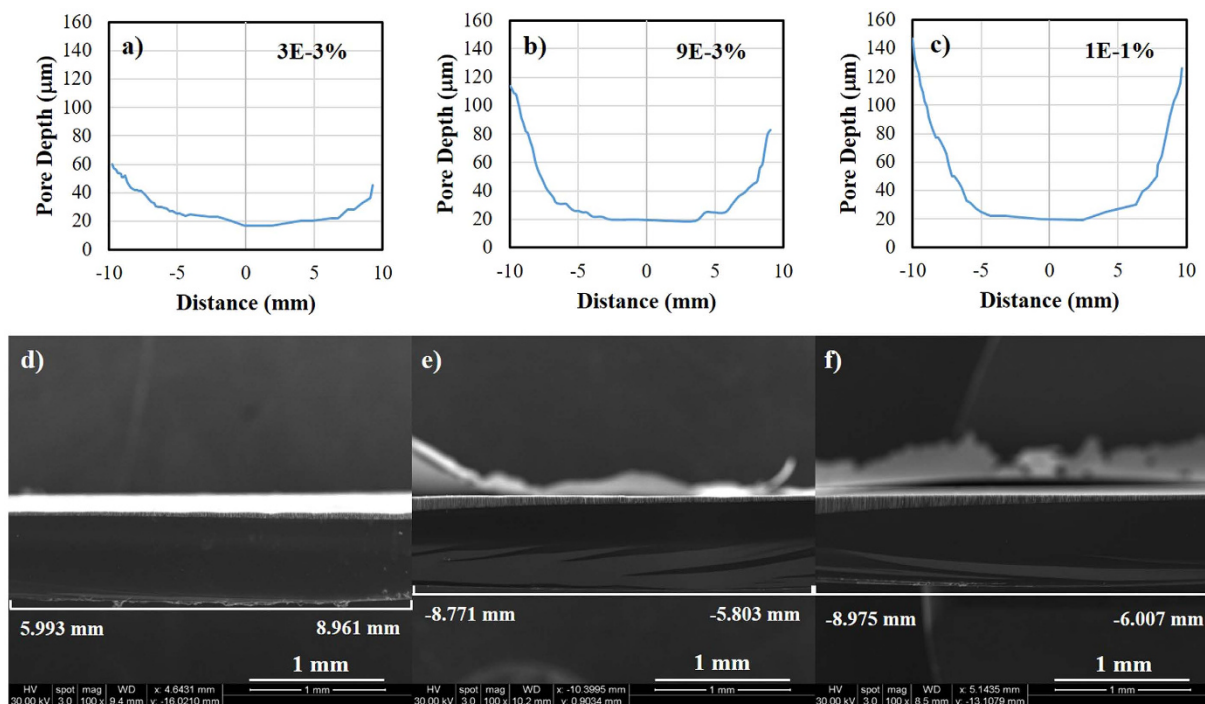 a) 3E-3%
160
140
120
100
80
60
40
20
0
Pore Depth (μm)
-10 -5 0 5 10
Distance (mm)
b) 9E-3%
160
140
120
100
80
60
40
20
0
Pore Depth (μm)
-10 -5 0 5 10
Distance (mm)
c) 1E-1%
160
140
120
100
80
60
40
20
0
Pore Depth (μm)
-10 -5 0 5 10
Distance (mm)
d)
5.993 mm 8.961 mm
1 mm
HV spot mag WD x: 4.6431 mm
30.00 kV 3.0 100 x 9.4 mm y: -16.0210 mm
1 mm
e)
-8.771 mm -5.803 mm
1 mm
HV spot mag WD x: -10.3995 mm
30.00 kV 3.0 100 x 10.2 mm y: 0.9034 mm
1 mm
f)
-8.975 mm -6.007 mm
1 mm
HV spot mag WD x: 5.1435 mm
30.00 kV 3.0 100 x 8.5 mm y: -13.1079 mm
1 mm